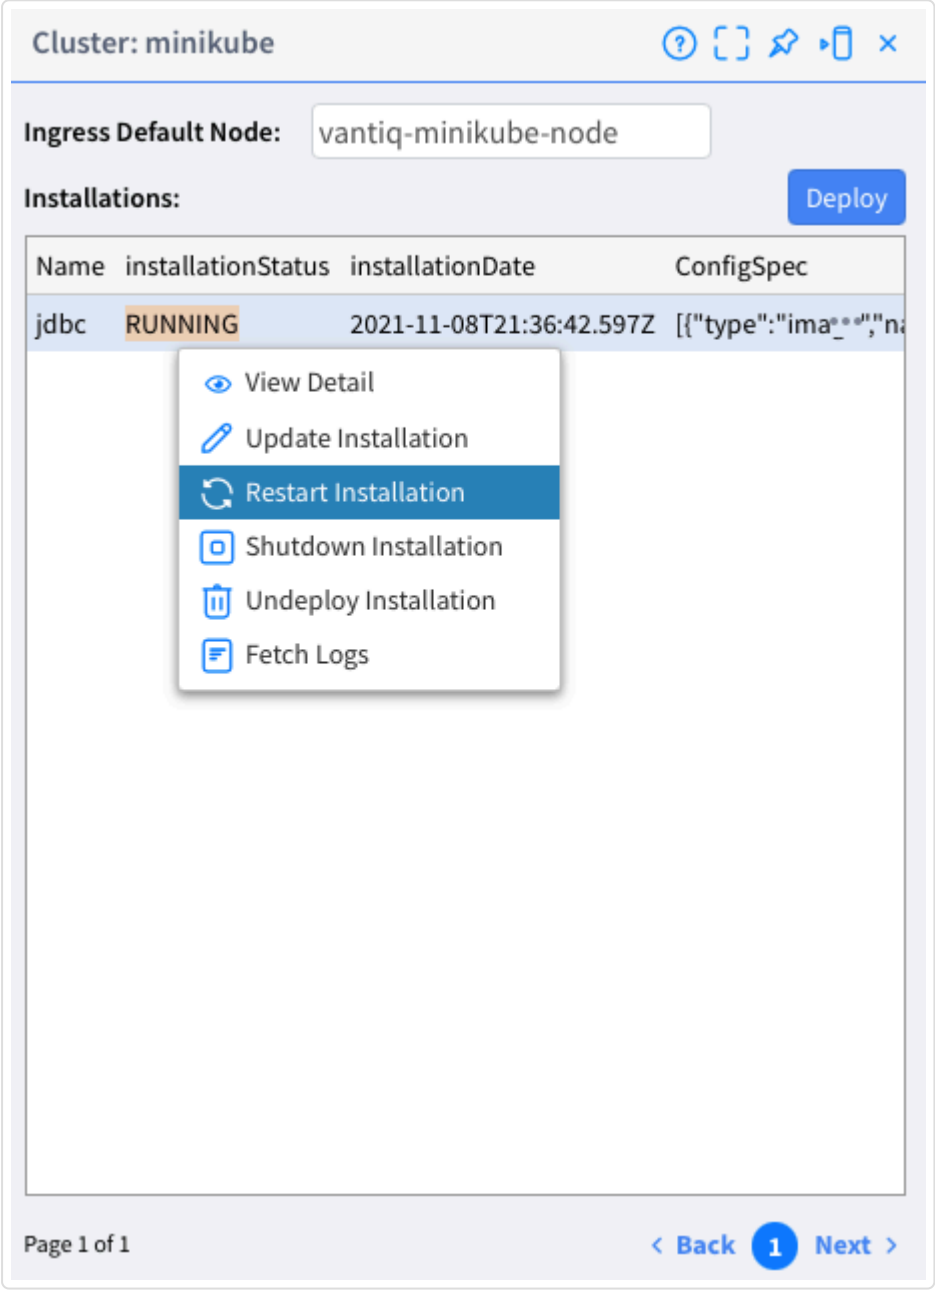 Cluster: minikube
Ingress Default Node: vantiq-minikube-node
Installations: Deploy
Name installationStatus installationDate ConfigSpec
jdbc RUNNING 2021-11-08T21:36:42.597Z [{"type":"ima
View Detail
Update Installation
Restart Installation
Shutdown Installation
Undeploy Installation
Fetch Logs
Page 1 of 1 < Back 1 Next >